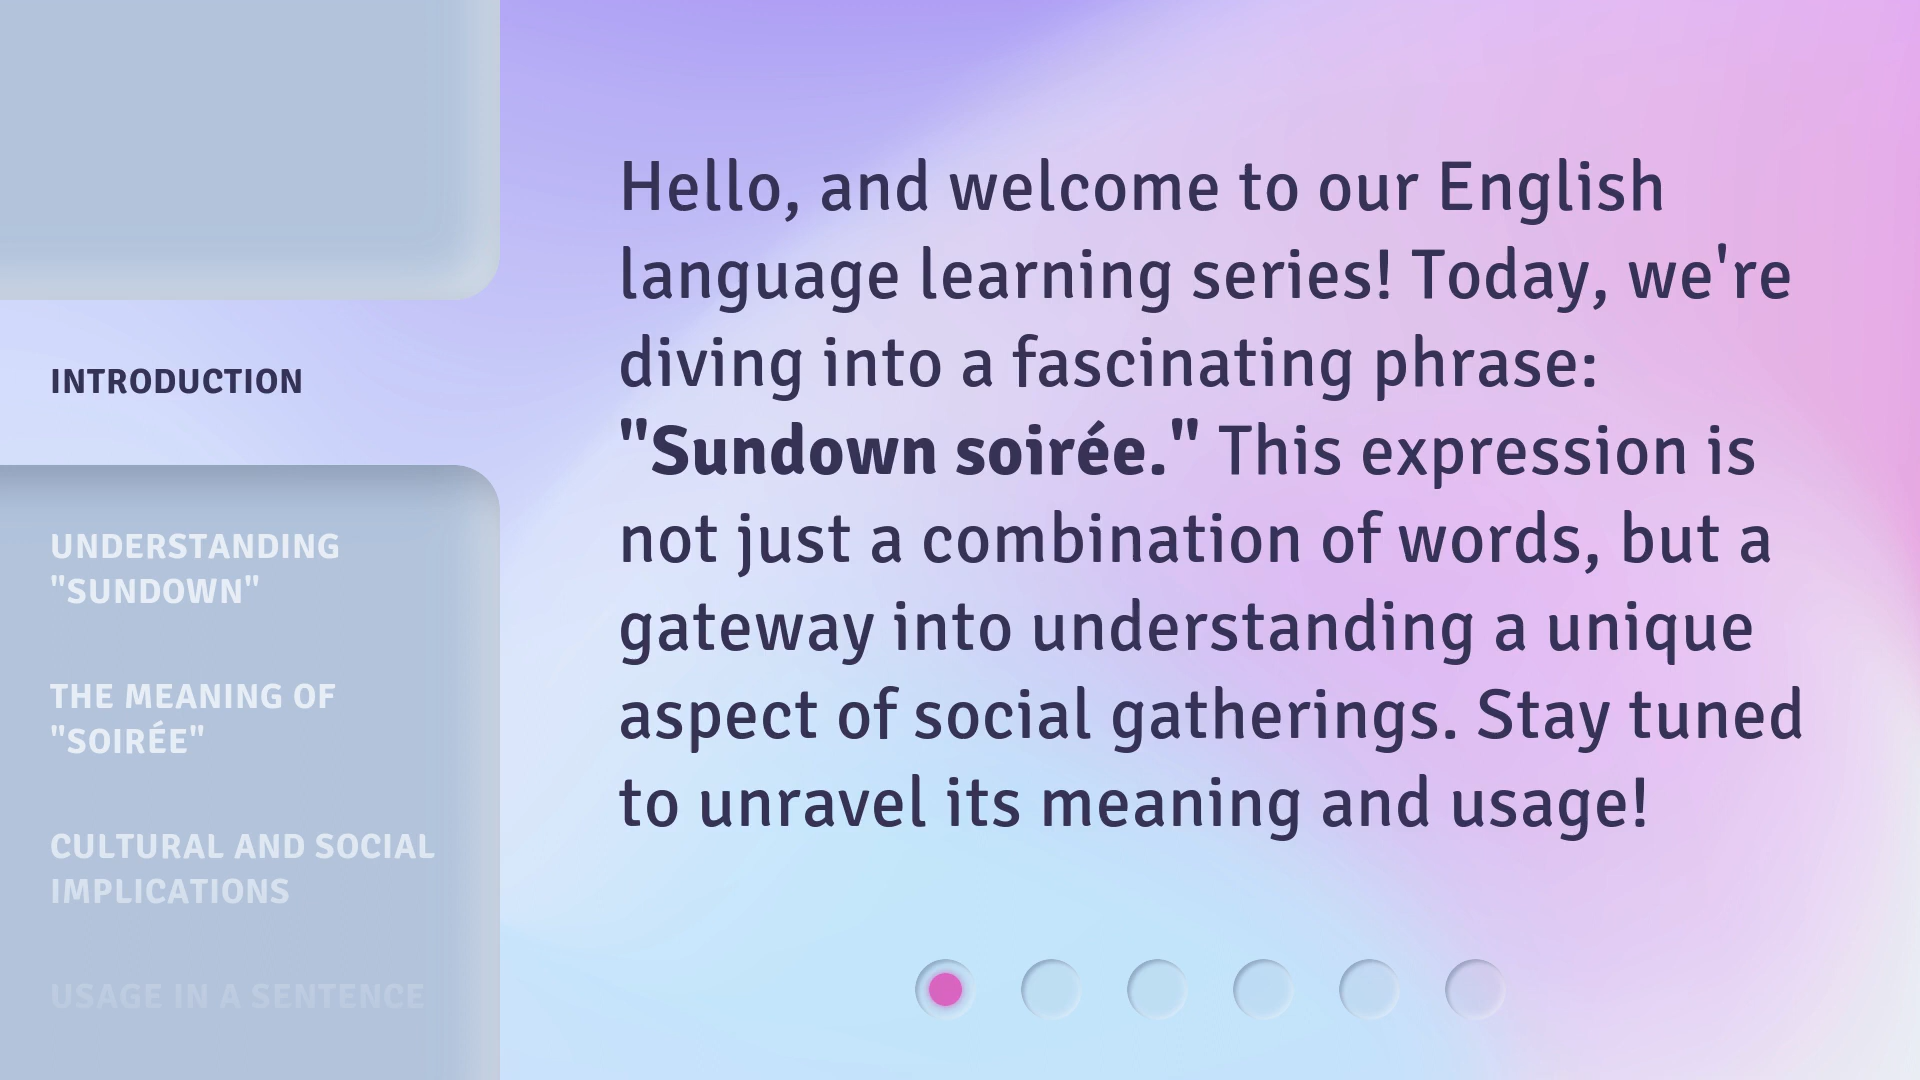 INTRODUCTION
UNDERSTANDING
"SUNDOWN"
THE MEANING OF
"SOIRÉE"
CULTURAL AND SOCIAL
IMPLICATIONS
USAGE IN A SENTENCE
Hello, and welcome to our English
language learning series! Today, we're
diving into a fascinating phrase:
"Sundown soirée." This expression is
not just a combination of words, but a
gateway into understanding a unique
aspect of social gatherings. Stay tuned
to unravel its meaning and usage!